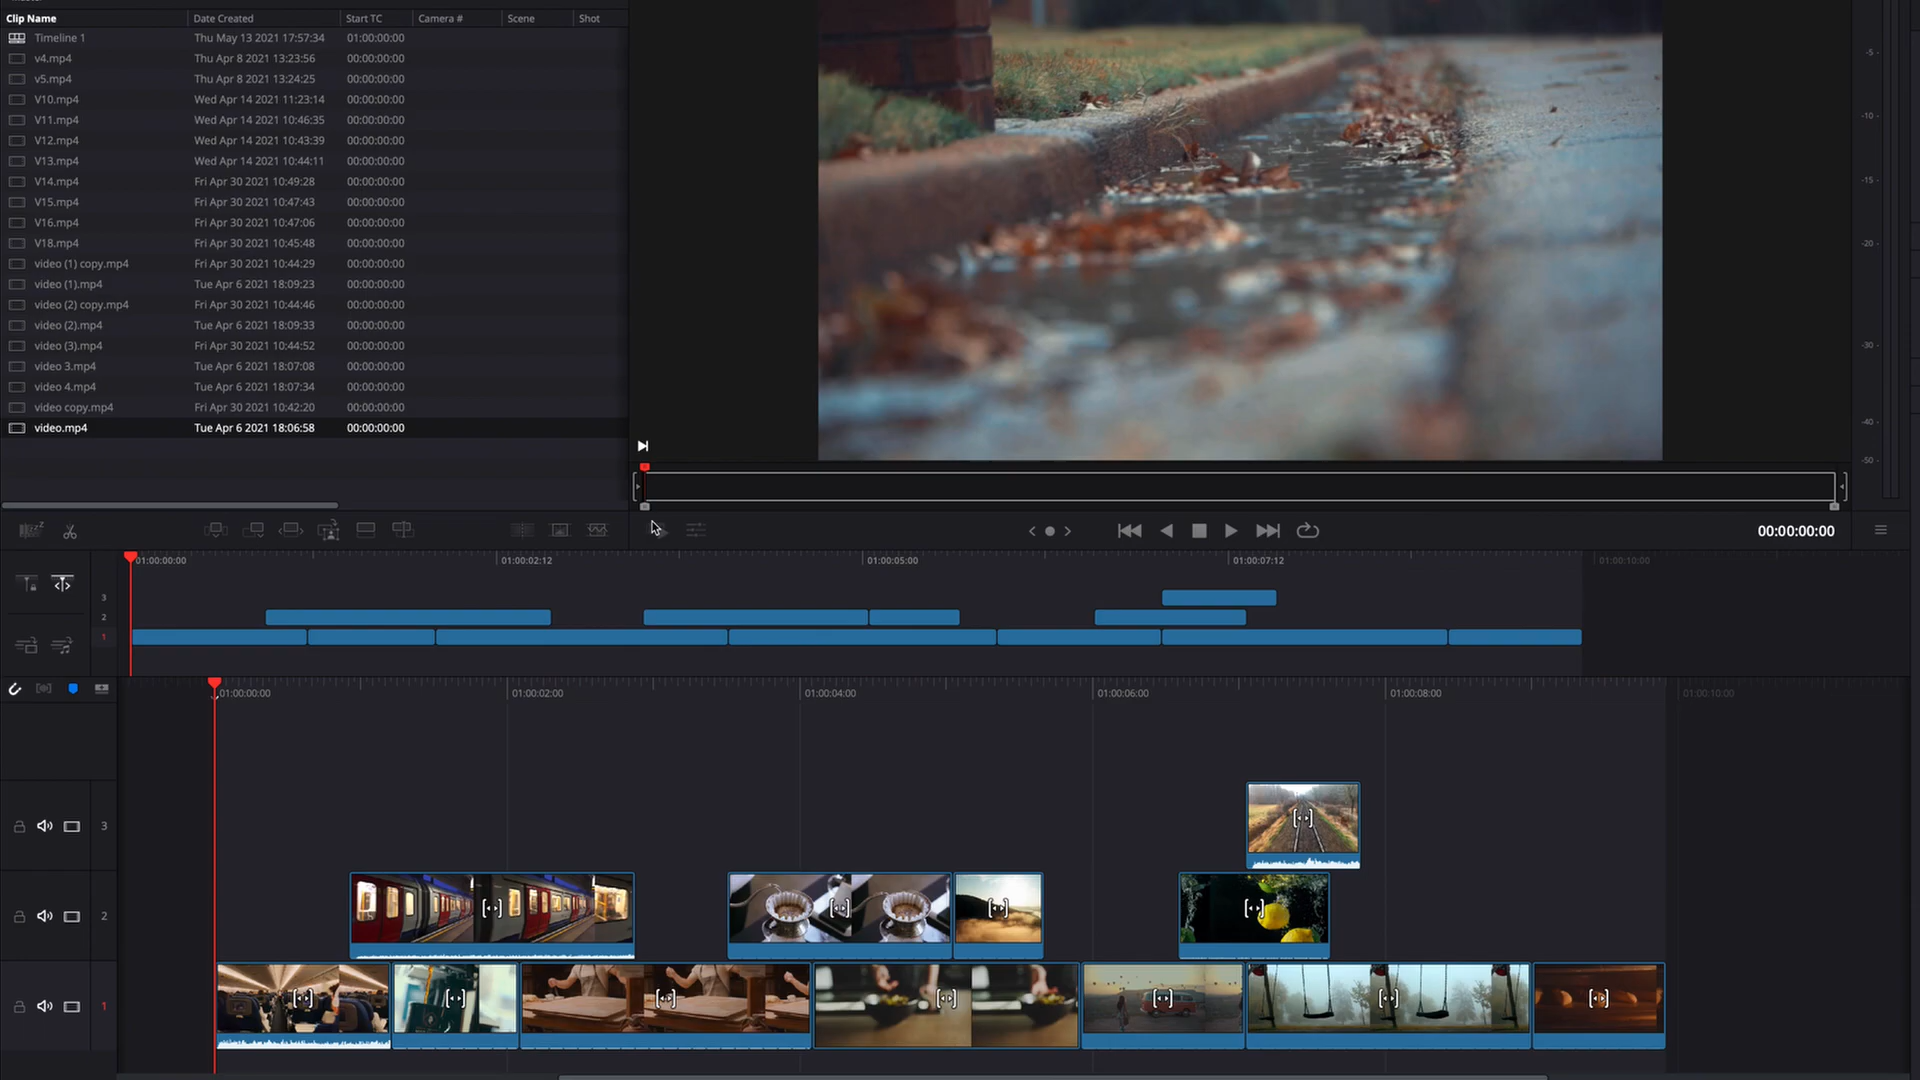 Clip Name Date Created Start TC Camera # Scene Shot
Timeline 1 Thu May 13 2021 17:57:34 01:00:00:00
v4.mp4 Thu Apr 8 2021 13:23:56 00:00:00:00
v5.mp4 Thu Apr 8 2021 13:24:25 00:00:00:00
V10.mp4 Wed Apr 14 2021 11:23:14 00:00:00:00
V11.mp4 Wed Apr 14 2021 10:46:35 00:00:00:00
V12.mp4 Wed Apr 14 2021 10:43:39 00:00:00:00
V13.mp4 Wed Apr 14 2021 10:44:11 00:00:00:00
V14.mp4 Fri Apr 30 2021 10:49:28 00:00:00:00
V15.mp4 Fri Apr 30 2021 10:47:43 00:00:00:00
V16.mp4 Fri Apr 30 2021 10:47:06 00:00:00:00
V18.mp4 Fri Apr 30 2021 10:45:48 00:00:00:00
video (1) copy.mp4 Fri Apr 30 2021 10:44:29 00:00:00:00
video (1).mp4 Tue Apr 6 2021 18:09:23 00:00:00:00
video (2) copy.mp4 Fri Apr 30 2021 10:44:46 00:00:00:00
video (2).mp4 Tue Apr 6 2021 18:09:33 00:00:00:00
video (3).mp4 Fri Apr 30 2021 10:44:52 00:00:00:00
video 3.mp4 Tue Apr 6 2021 18:07:08 00:00:00:00
video 4.mp4 Tue Apr 6 2021 18:07:34 00:00:00:00
video copy.mp4 Fri Apr 30 2021 10:42:20 00:00:00:00
video.mp4 Tue Apr 6 2021 18:06:58 00:00:00:00
-5
-10
-15
-20
-30
-40
-50
00:00:00:00
01:00:00:00 01:00:02:12 01:00:05:00 01:00:07:12 01:00:10:00
3
2
1
01:00:00:00 01:00:02:00 01:00:04:00 01:00:06:00 01:00:08:00 01:00:10:00
3
2
1